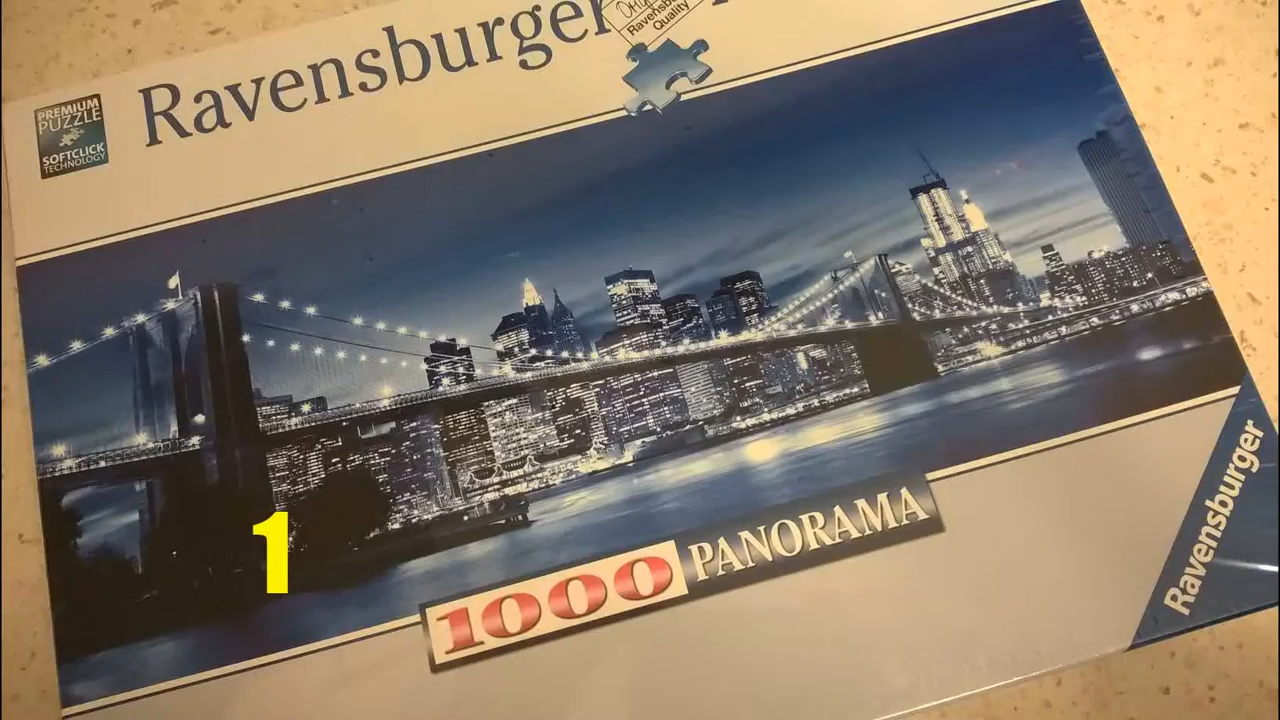 Ravensburger
Ravensburger
Quality
PREMIUM
PUZZLE
SOFTCLICK
TECHNOLOGY
1
1000 PANORAMA
Ravensburger